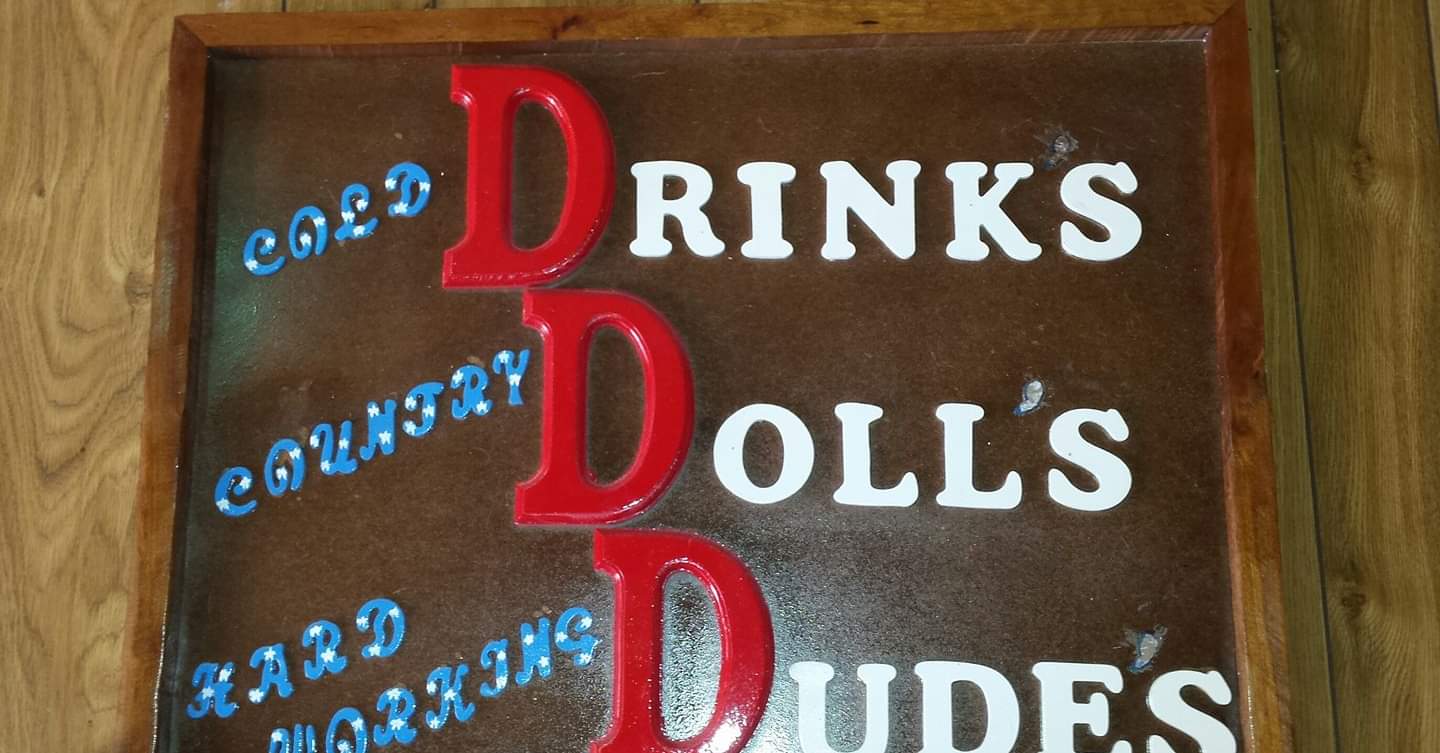 COLD DRINKS
COUNTRY DOLLS
HARD WORKING DUDES